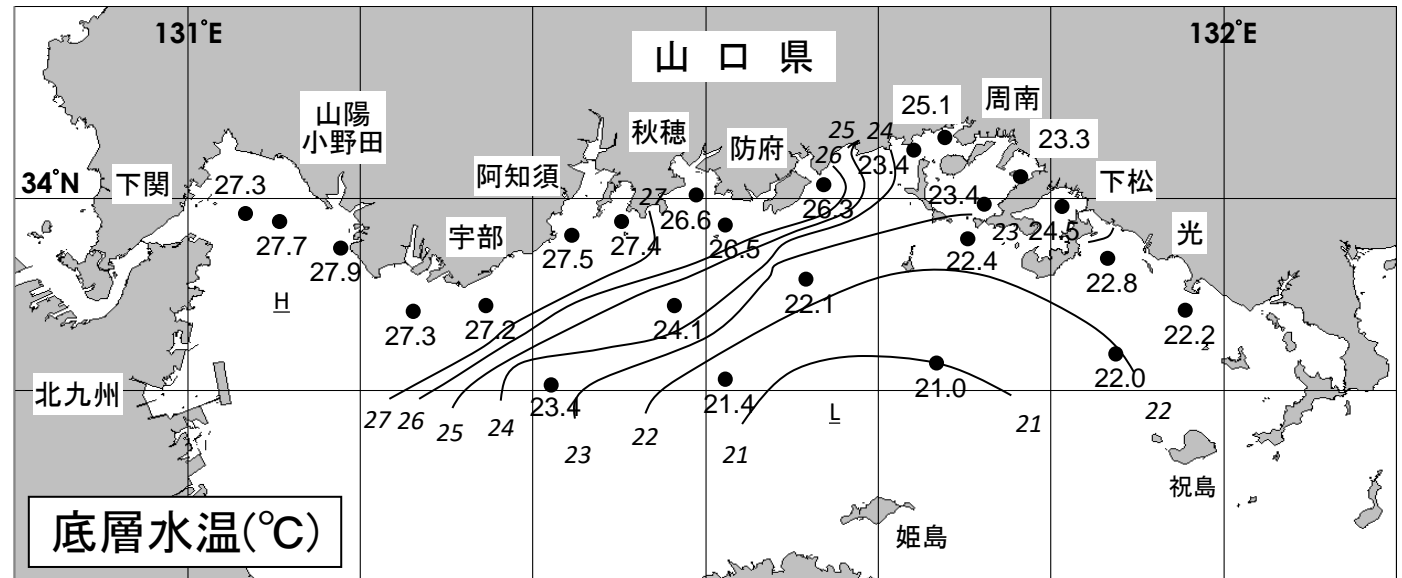 131°E
132°E
山口県
25.1
周南
山陽
小野田
秋穂
防府
25
24
26
23.4
23.3
34°N
下関
27.3
阿知須
下松
27
26.6
26.3
23.4
27.7
宇部
27.5
27.4
26.5
23
24.5
光
27.9
22.4
22.8
H
22.1
27.3
27.2
24.1
22.2
北九州
23.4
21.4
21.0
22.0
27
26
25
24
23
22
21
L
21
22
祝島
姫島
底層水温(℃)